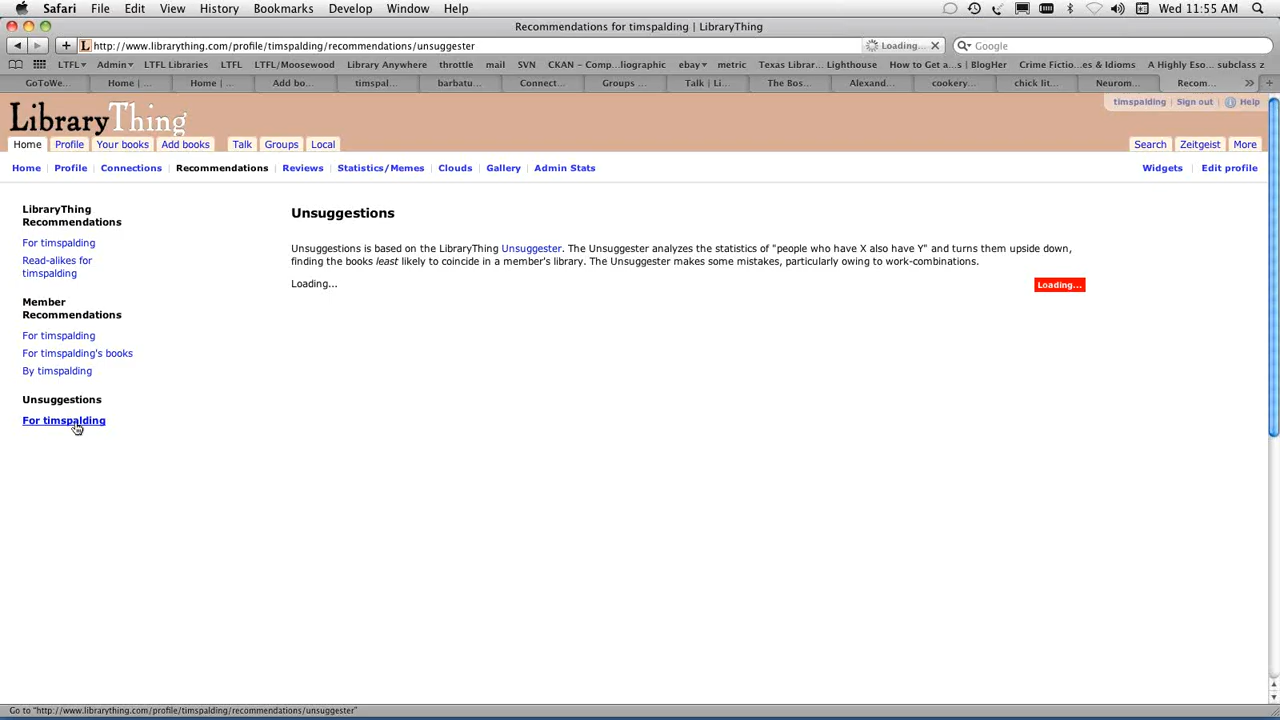 Safari File Edit View History Bookmarks Develop Window Help Wed 11:55 AM
Recommendations for timspalding | LibraryThing
http://www.librarything.com/profile/timspalding/recommendations/unsuggester Loading... Google
LTFL Admin LTFL Libraries LTFL LTFL/Moosewood Library Anywhere throttle mail SVN CKAN - Comp...liographic ebay metric Texas Librar... Lighthouse How to Get a...s | BlogHer Crime Fictio...es & Idioms A Highly Eso... subclass z
GoToWe... Home | ... Home | ... Add bo... timspal... barbatu... Connect... Groups ... Talk | Li... The Bos... Alexand... cookery... chick lit... Neurom... Recom...
timspalding | Sign out | Help
LibraryThing
Home Profile Your books Add books Talk Groups Local Search Zeitgeist More
Home Profile Connections Recommendations Reviews Statistics/Memes Clouds Gallery Admin Stats Widgets Edit profile
LibraryThing
Recommendations
For timspalding
Read-alikes for
timspalding
Member
Recommendations
For timspalding
For timspalding's books
By timspalding
Unsuggestions
For timspalding
Unsuggestions
Unsuggestions is based on the LibraryThing Unsuggester. The Unsuggester analyzes the statistics of "people who have X also have Y" and turns them upside down,
finding the books least likely to coincide in a member's library. The Unsuggester makes some mistakes, particularly owing to work-combinations.
Loading...
Loading...
Go to "http://www.librarything.com/profile/timspalding/recommendations/unsuggester"